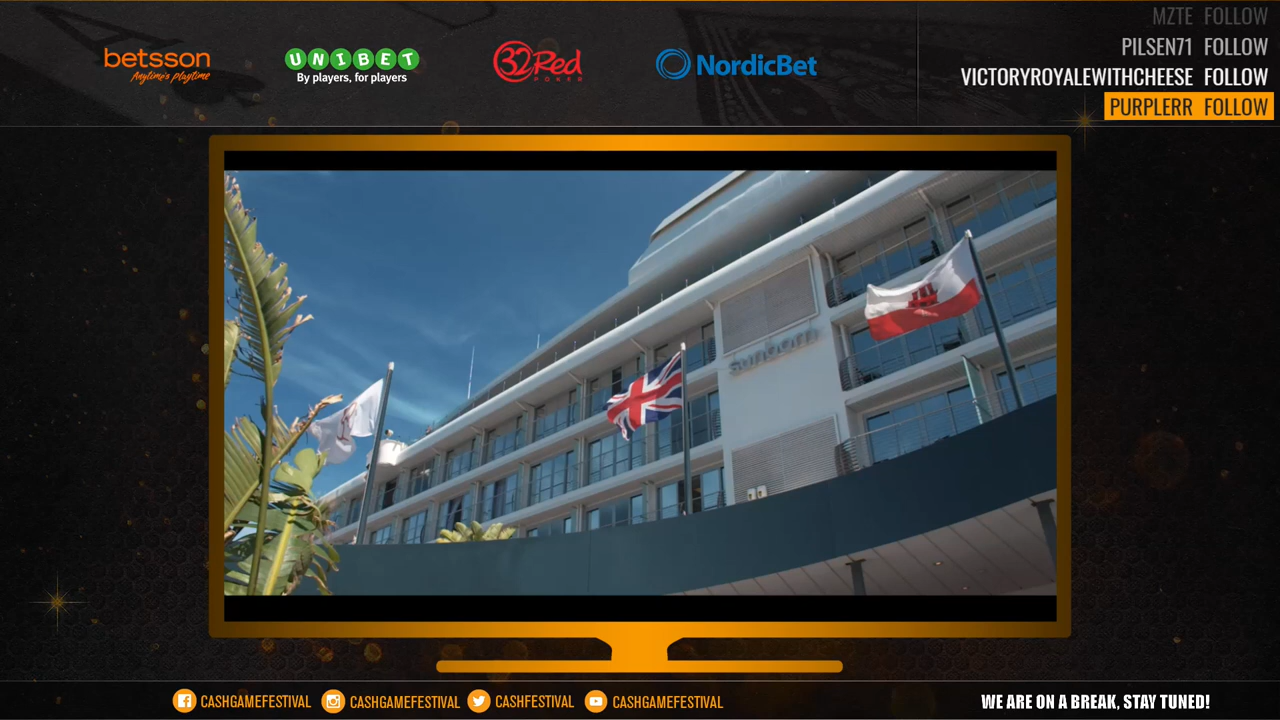 betsson
Anytime's playtime
UNIBET
By players, for players
32Red
POKER
NordicBet
MZTE FOLLOW
PILSEN71 FOLLOW
VICTORYROYALEWITHCHEESE FOLLOW
PURPLERR FOLLOW
sunborn
CASHGAMEFESTIVAL
CASHGAMEFESTIVAL
CASHFESTIVAL
CASHGAMEFESTIVAL
WE ARE ON A BREAK, STAY TUNED!